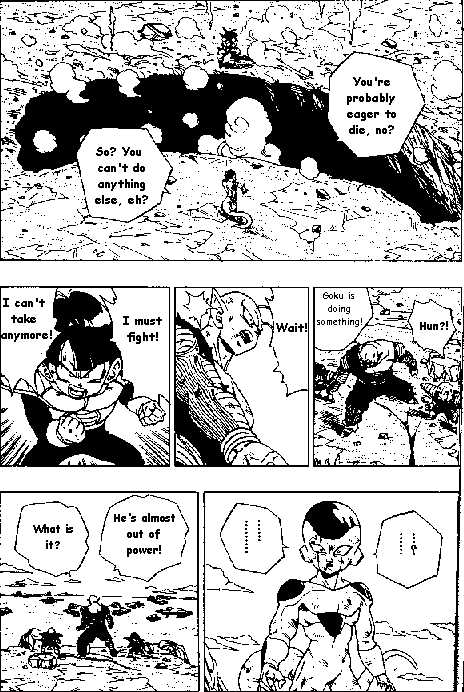 So? You
can't do
anything
else, eh?
You're
probably
eager to
die, no?
I can't
take
anymore!
I must
fight!
Wait!
Goku is
doing
something!
Hun?!
What is
it?
He's almost
out of
power!